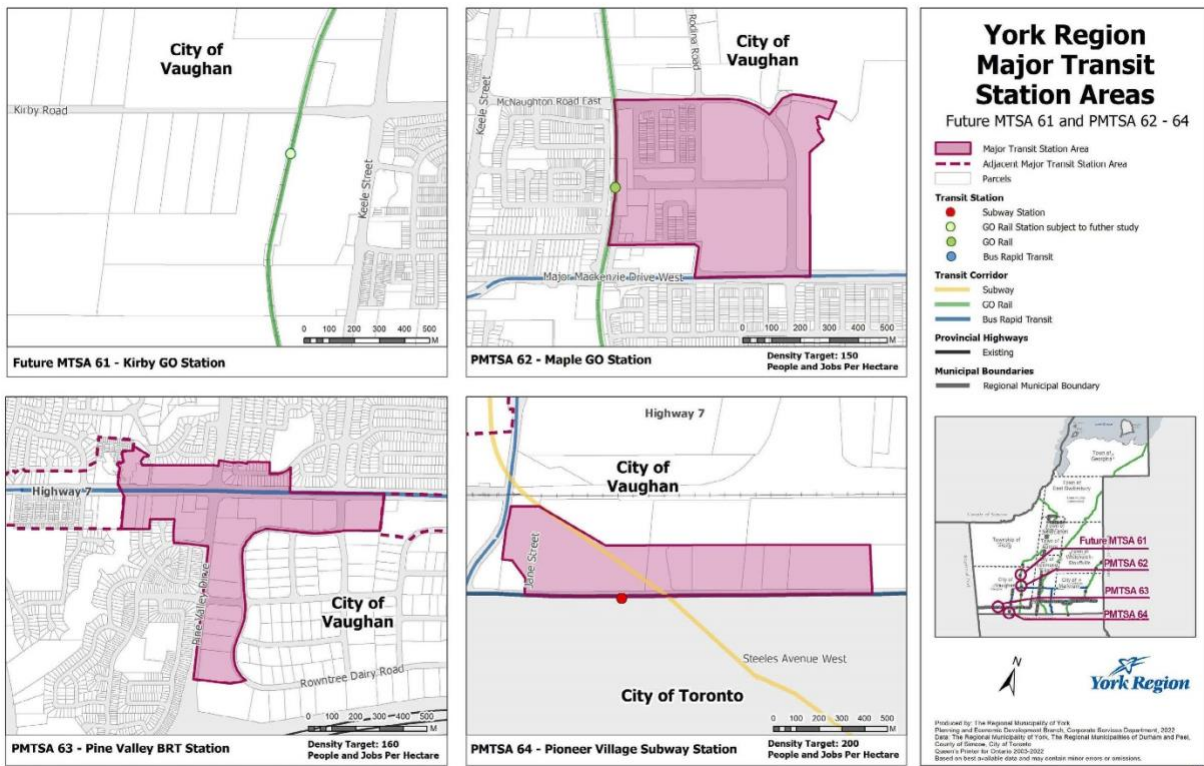 City of
Vaughan
Kirby Road
Keele Street
0 100 200 300 400 500
M
Future MTSA 61 - Kirby GO Station
City of
Vaughan
Rodina Road
Keele Street
McNaughton Road East
Major Mackenzie Drive West
0 100 200 300 400 500
M
PMTSA 62 - Maple GO Station
Density Target: 150
People and Jobs Per Hectare
Highway 7
City of
Vaughan
Rowntree Dairy Road
0 100 200 300 400 500
M
PMTSA 63 - Pine Valley BRT Station
Density Target: 160
People and Jobs Per Hectare
Highway 7
City of
Vaughan
Jane Street
Steeles Avenue West
City of Toronto
0 100 200 300 400 500
M
PMTSA 64 - Pioneer Village Subway Station
Density Target: 200
People and Jobs Per Hectare
York Region
Major Transit
Station Areas
Future MTSA 61 and PMTSA 62 - 64
Major Transit Station Area
Adjacent Major Transit Station Area
Parcels
Transit Station
Subway Station
GO Rail Station subject to futher study
GO Rail
Bus Rapid Transit
Transit Corridor
Subway
GO Rail
Bus Rapid Transit
Provincial Highways
Existing
Municipal Boundaries
Regional Municipal Boundary
Future MTSA 61
PMTSA 62
PMTSA 63
PMTSA 64
N
York Region
Produced by: The Regional Municipality of York
Planning and Economic Development Branch, Corporate Services Department, 2022
Data: The Regional Municipality of York, The Regional Municipalities of Durham and Peel,
County of Simcoe, City of Toronto
Queen's Printer for Ontario 2003-2022
Based on best available data and may contain minor errors or omissions.